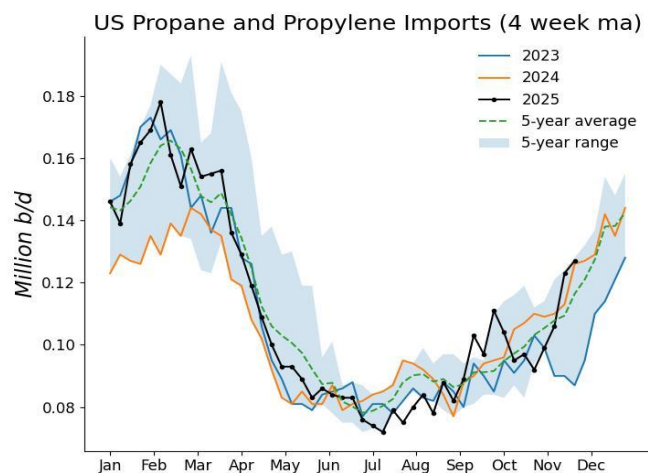 US Propane and Propylene Imports (4 week ma)
2023
2024
2025
5-year average
5-year range
Million b/d
0.18
0.16
0.14
0.12
0.10
0.08
Jan Feb Mar Apr May Jun Jul Aug Sep Oct Nov Dec